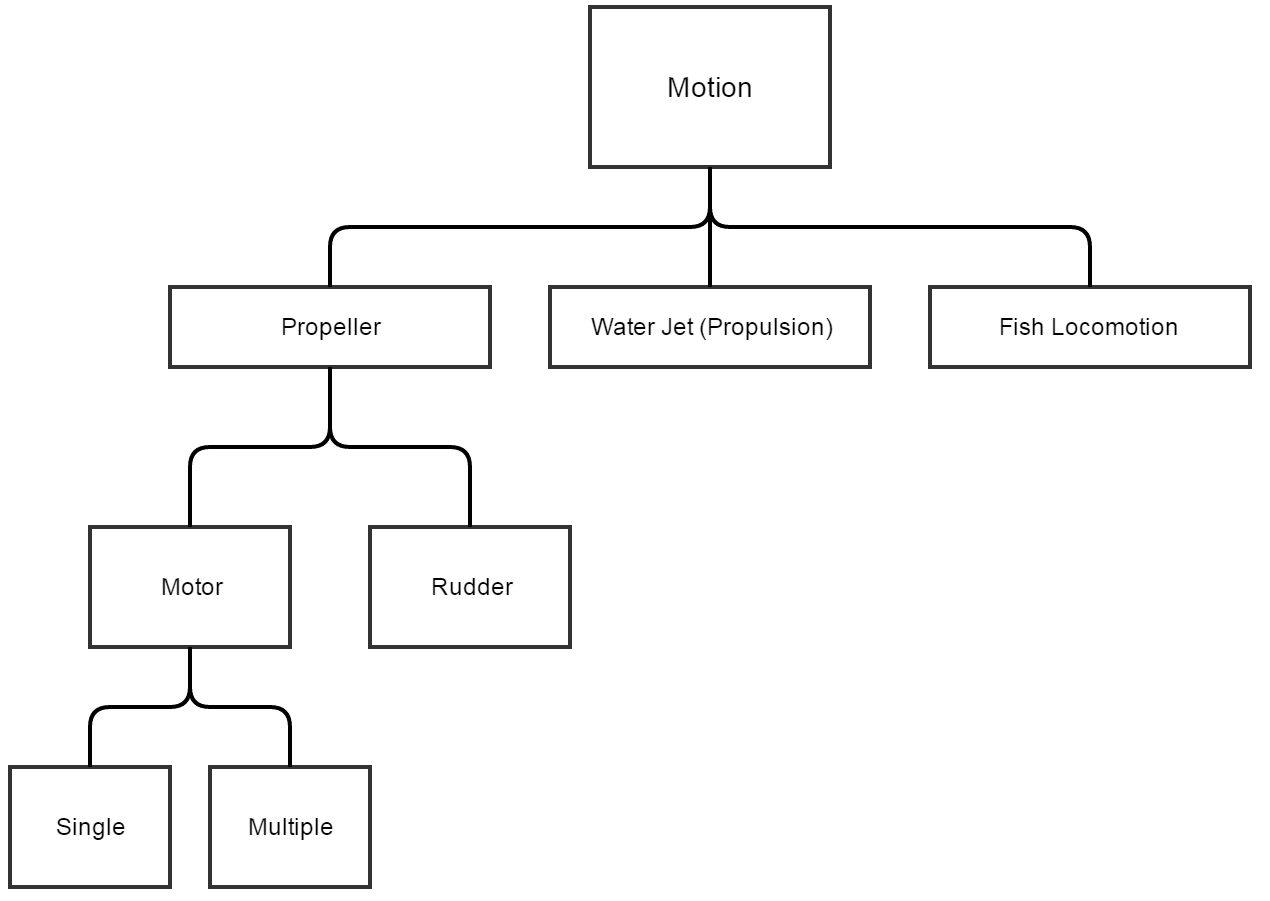 Motion
Propeller
Water Jet (Propulsion)
Fish Locomotion
Motor
Rudder
Single
Multiple